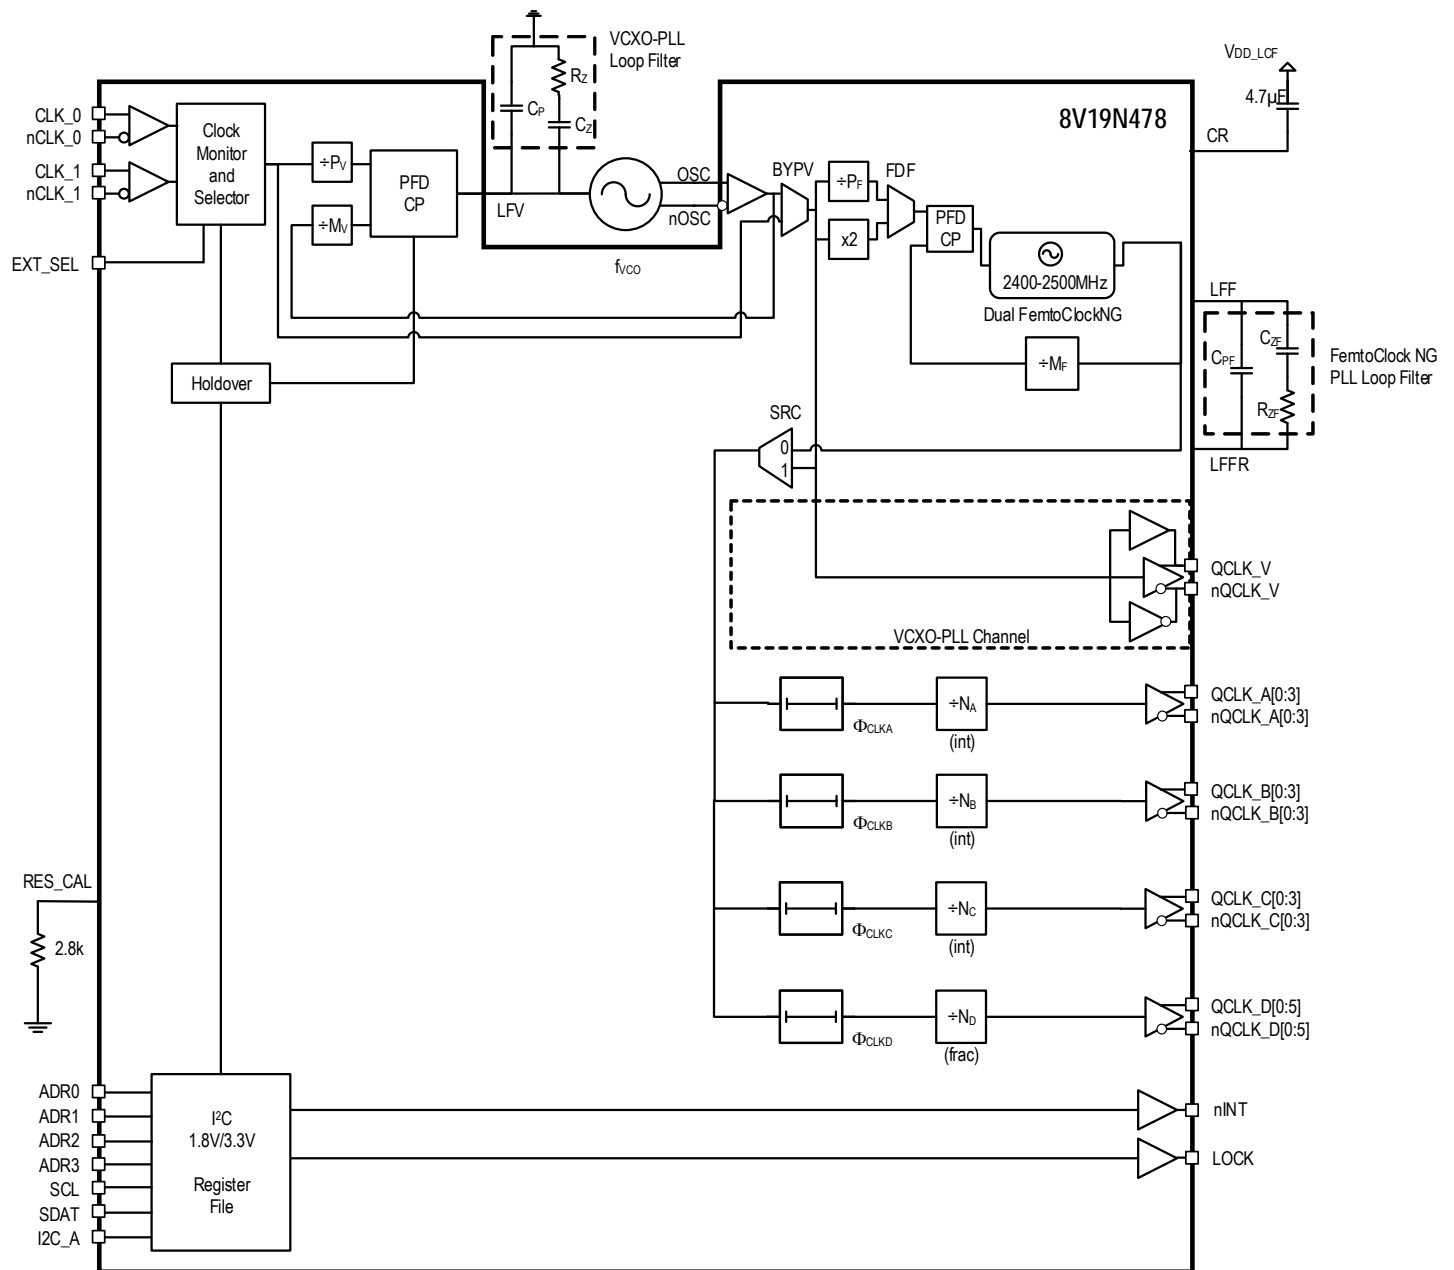 VCXO-PLL
Loop Filter
RZ
CP
CZ
VDD_LCF
4.7µF
CR
8V19N478
CLK_0
nCLK_0
CLK_1
nCLK_1
EXT_SEL
Clock
Monitor
and
Selector
÷PV
÷MV
PFD
CP
LFV
OSC
nOSC
fVCO
BYPV
÷PF
x2
FDF
PFD
CP
2400-2500MHz
Dual FemtoClockNG
÷MF
LFF
CPF
CZF
RZF
FemtoClock NG
PLL Loop Filter
LFFR
Holdover
SRC
0
1
QCLK_V
nQCLK_V
VCXO-PLL Channel
ΦCLKA
÷NA
(int)
QCLK_A[0:3]
nQCLK_A[0:3]
ΦCLKB
÷NB
(int)
QCLK_B[0:3]
nQCLK_B[0:3]
RES_CAL
2.8k
ΦCLKC
÷NC
(int)
QCLK_C[0:3]
nQCLK_C[0:3]
ΦCLKD
÷ND
(frac)
QCLK_D[0:5]
nQCLK_D[0:5]
ADR0
ADR1
ADR2
ADR3
SCL
SDAT
I2C_A
I²C
1.8V/3.3V
Register
File
nINT
LOCK